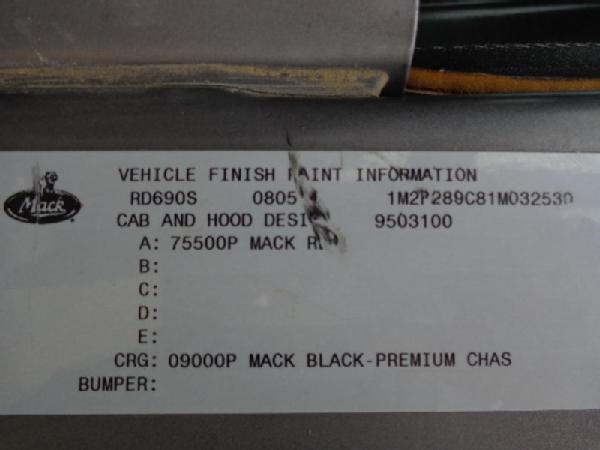 Mack
VEHICLE FINISH PAINT INFORMATION
RD690S 1M2P289C81M032530
CAB AND HOOD 9503100
A: 75500P MACK
B:
C:
D:
E:
CRG: 09000P MACK BLACK-PREMIUM CHAS
BUMPER: